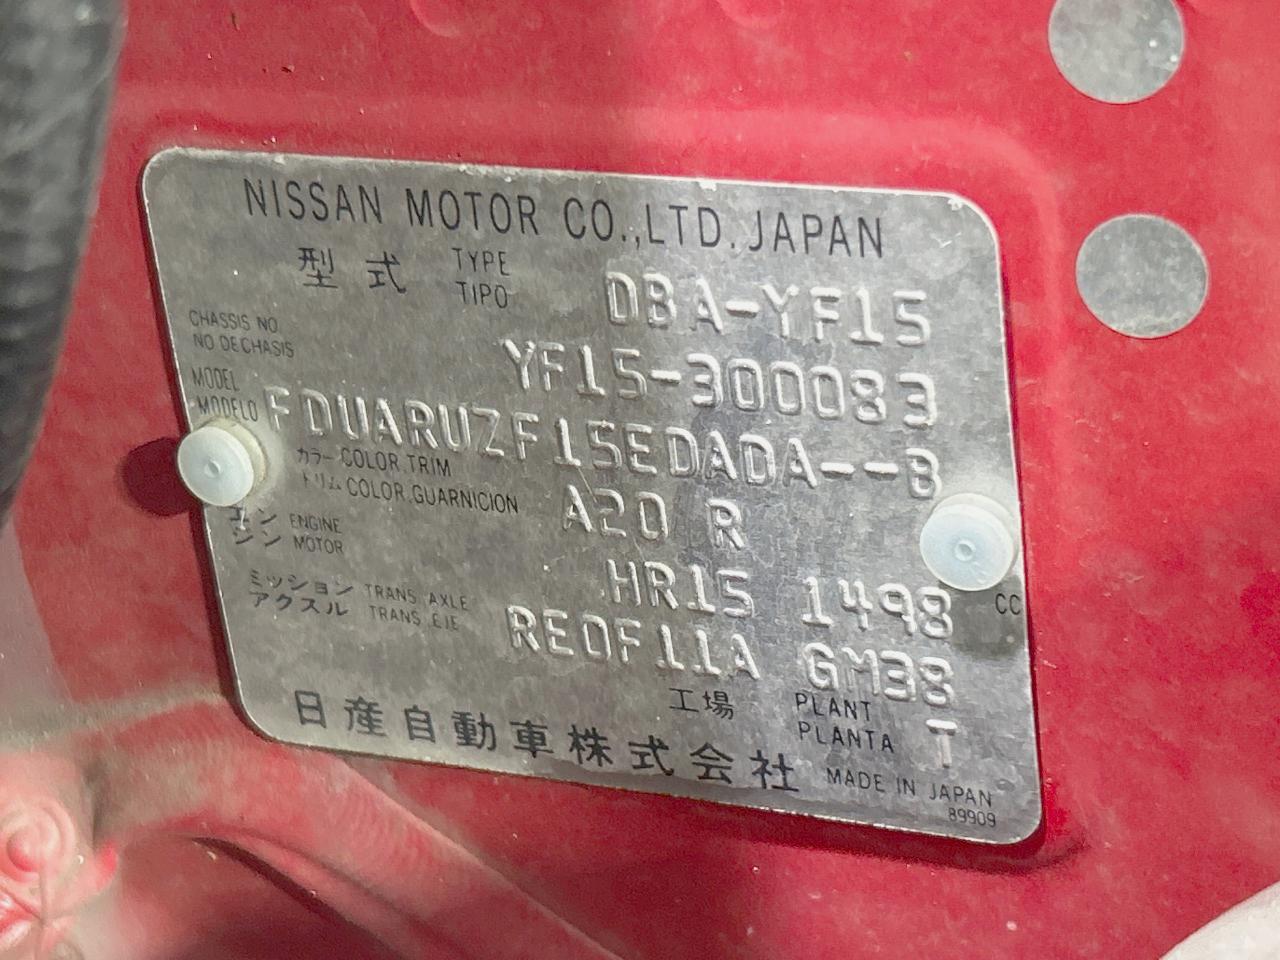 NISSAN MOTOR CO.,LTD. JAPAN
型式 TYPE TIPO DBA-YF15
CHASSIS NO. NO DE CHASIS YF15-300083
MODEL MODELO FDUARUZF15EDADA--B
カラー COLOR.TRIM
トリム COLOR.GUARNICION A20 R
エンジン ENGINE MOTOR HR15 1498 CC
ミッション TRANS. AXLE
アクスル TRANS. EJE RE0F11A GM38
工場 PLANT PLANTA T
日産自動車株式会社 MADE IN JAPAN
89909